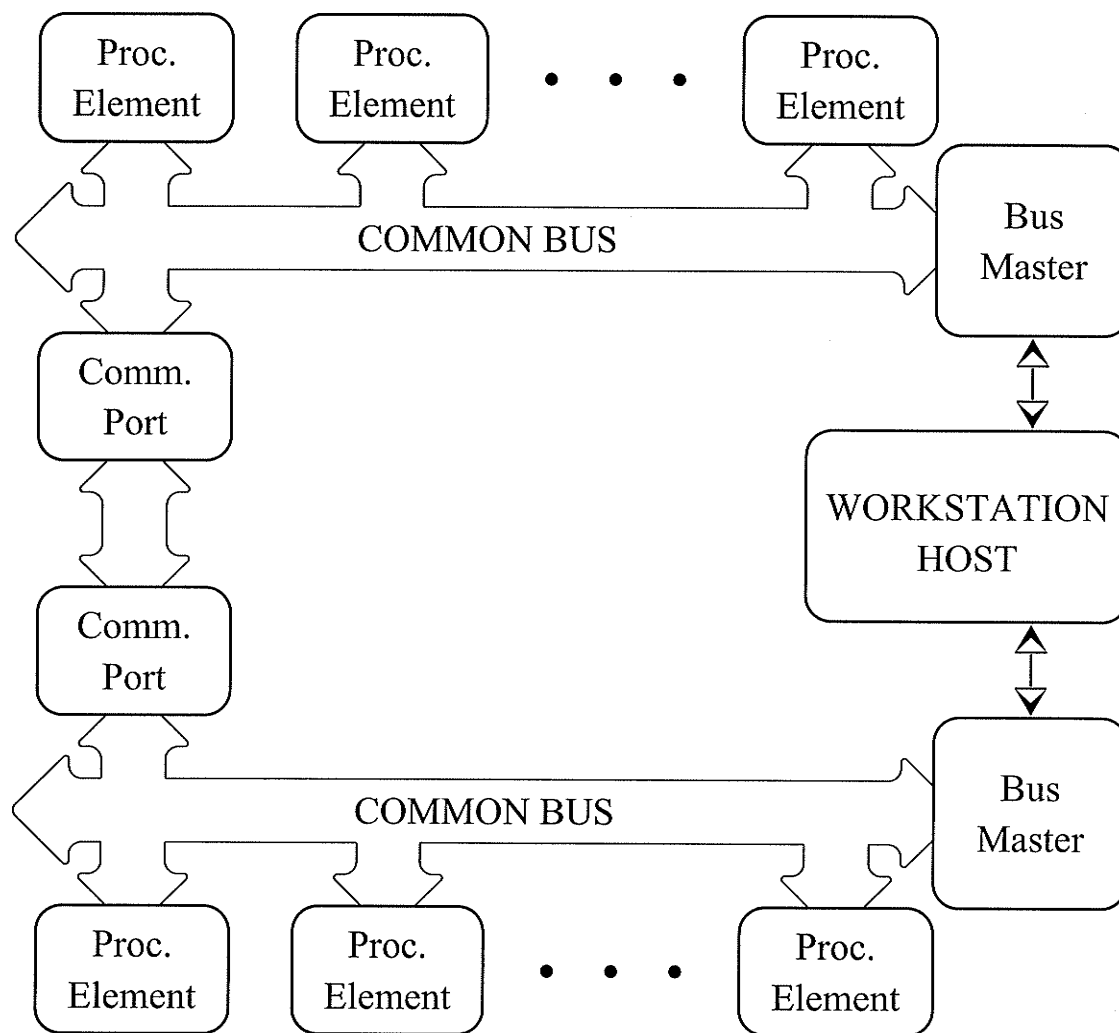 Proc.
Element
Proc.
Element
Proc.
Element
COMMON BUS
Bus
Master
Comm.
Port
WORKSTATION
HOST
Comm.
Port
COMMON BUS
Bus
Master
Proc.
Element
Proc.
Element
Proc.
Element